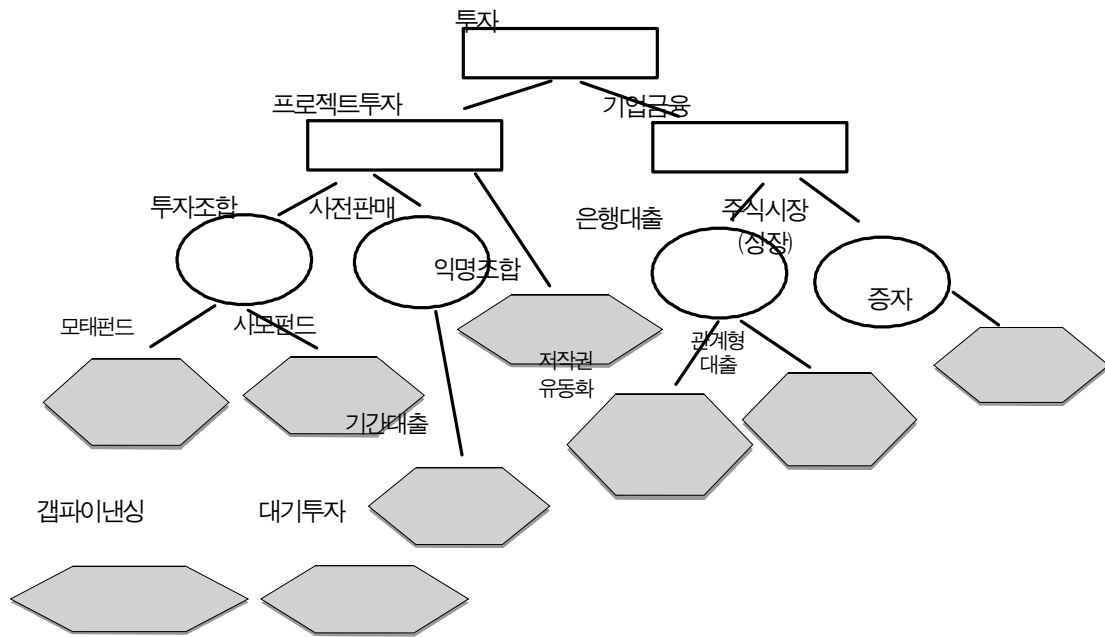 투자
프로젝트투자
기업금융
투자조합
사전판매
은행대출
주식시장
(상장)
익명조합
증자
모태펀드
사모펀드
관계형
대출
저작권
유동화
기간대출
갭파이낸싱
대기투자